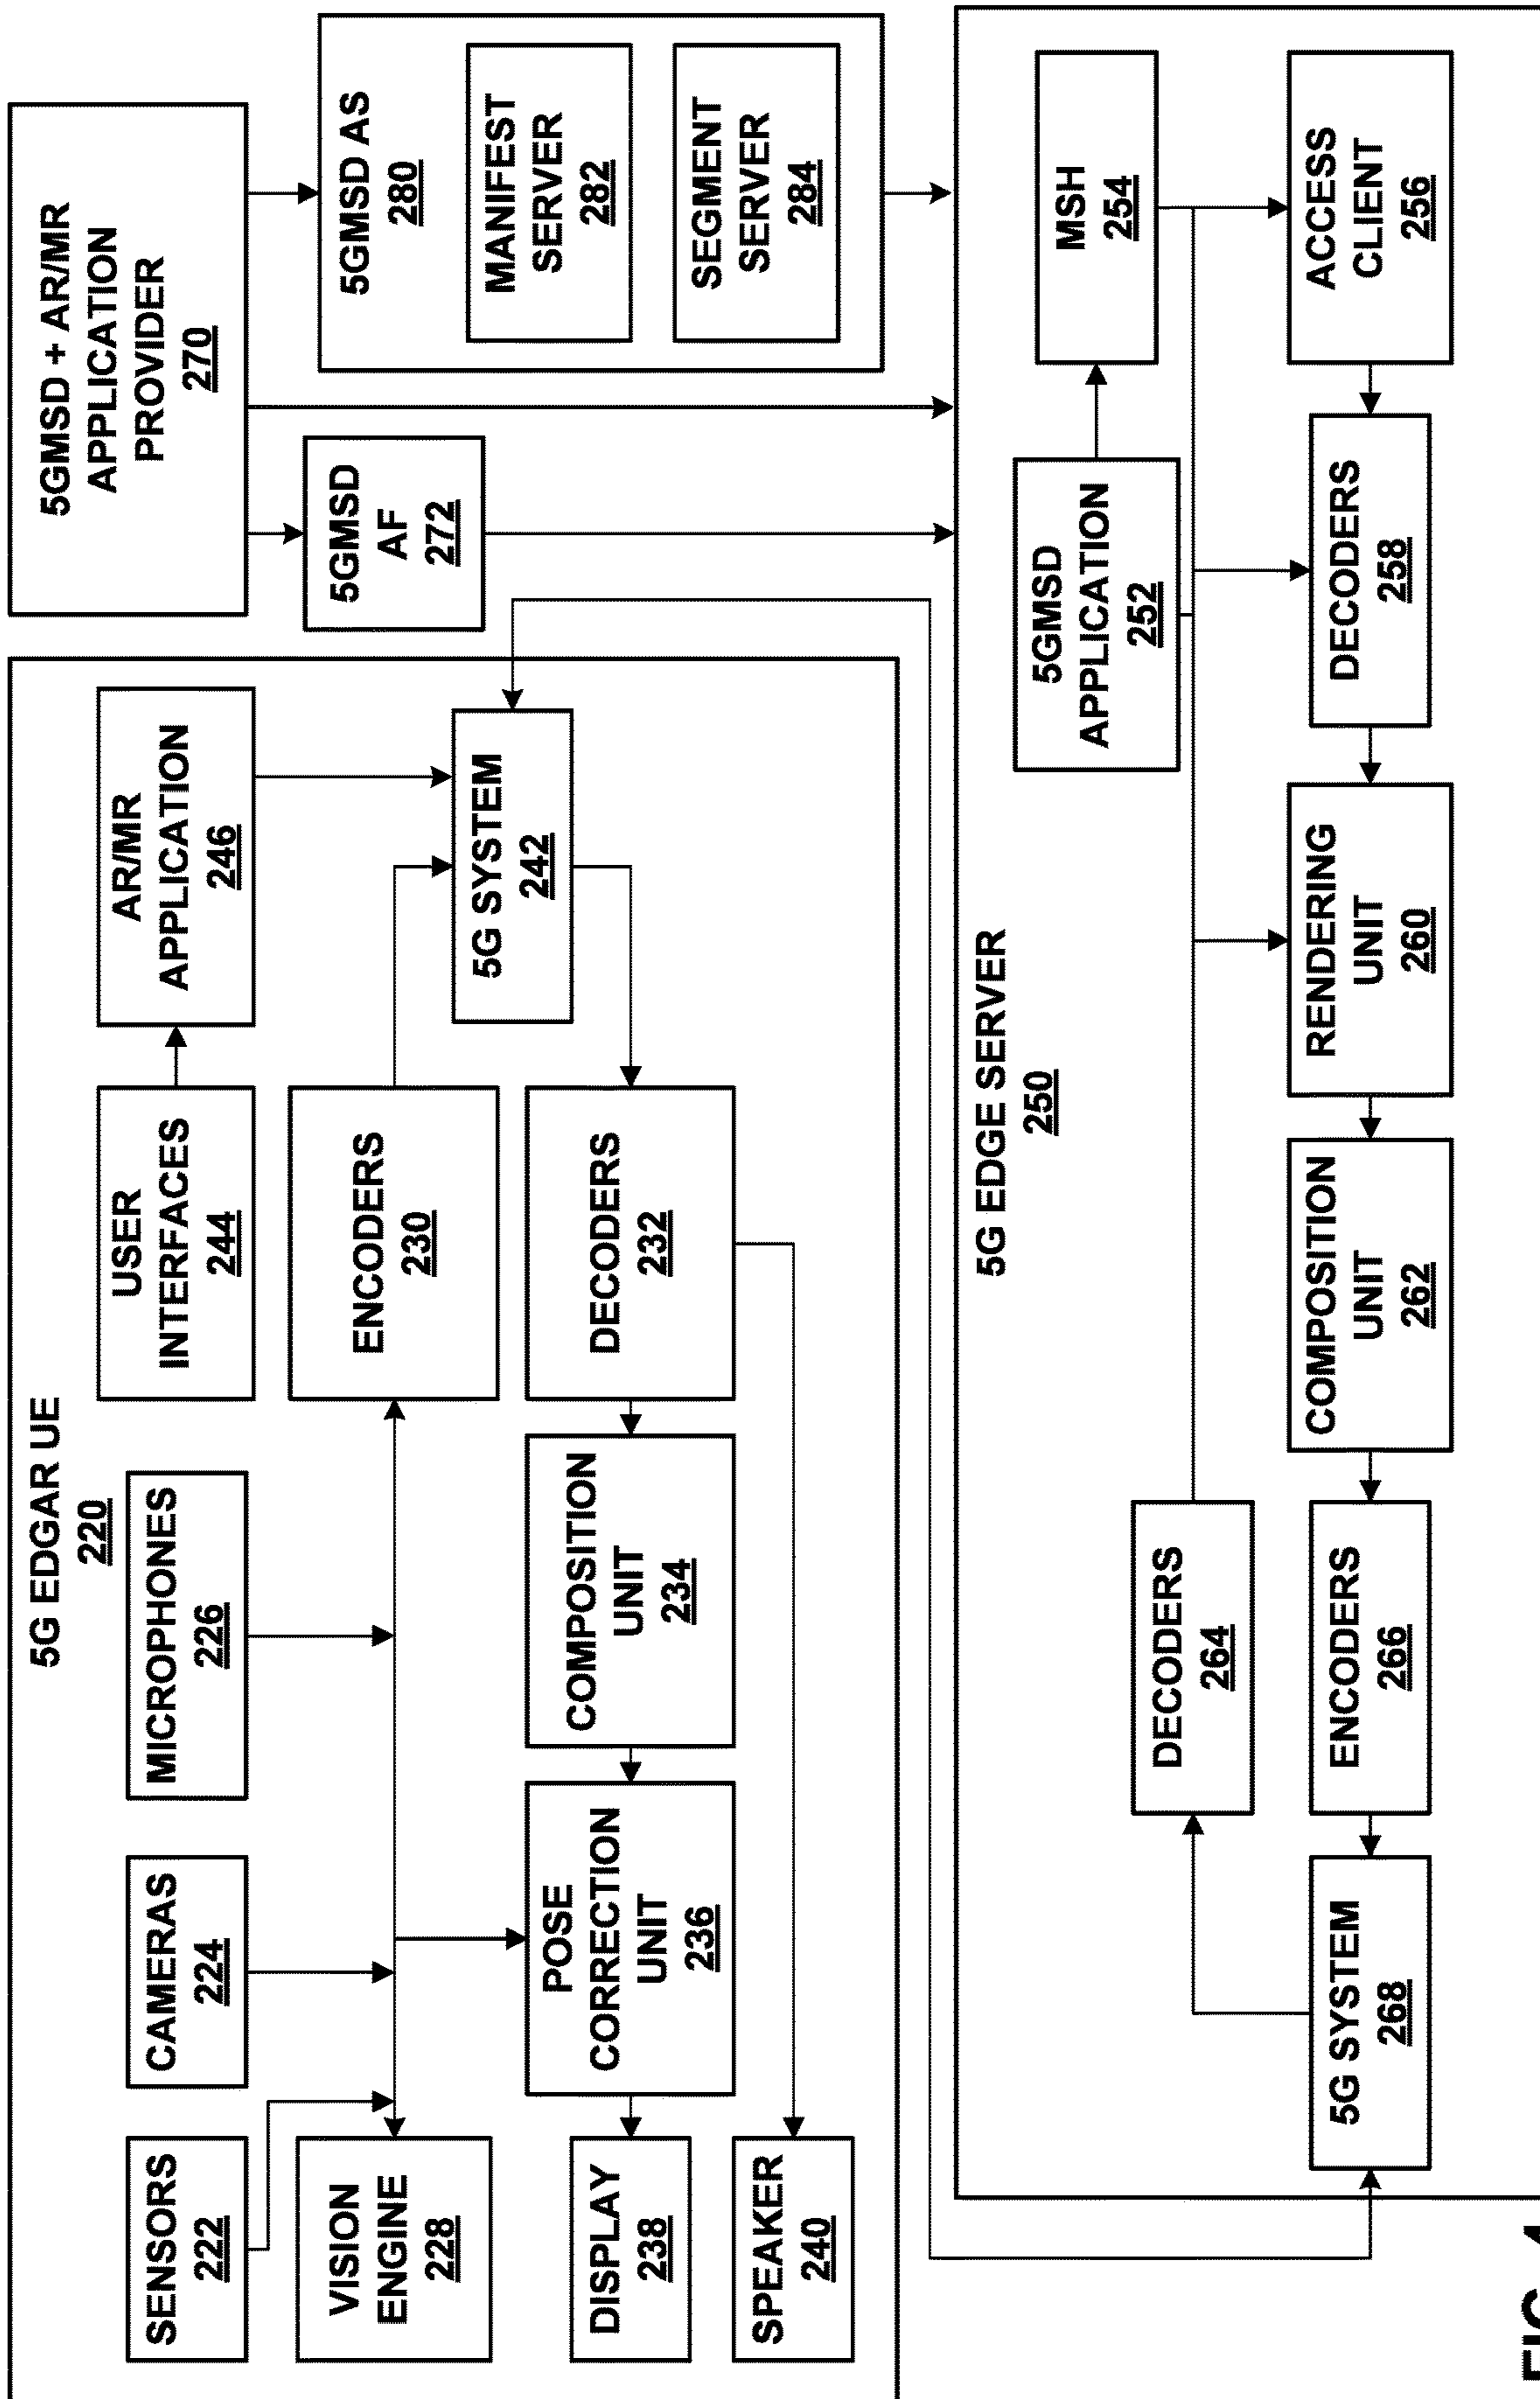 5G EDGAR UE
220
SENSORS
222
CAMERAS
224
MICROPHONES
226
USER
INTERFACES
244
AR/MR
APPLICATION
246
VISION
ENGINE
228
ENCODERS
230
5G SYSTEM
242
DISPLAY
238
POSE
CORRECTION
UNIT
236
COMPOSITION
UNIT
234
DECODERS
232
SPEAKER
240
5GMSD + AR/MR
APPLICATION
PROVIDER
270
5GMSD
AF
272
5GMSD AS
280
MANIFEST
SERVER
282
SEGMENT
SERVER
284
5G EDGE SERVER
250
5GMSD
APPLICATION
252
MSH
254
DECODERS
264
5G SYSTEM
268
ENCODERS
266
COMPOSITION
UNIT
262
RENDERING
UNIT
260
DECODERS
258
ACCESS
CLIENT
256
FIG.